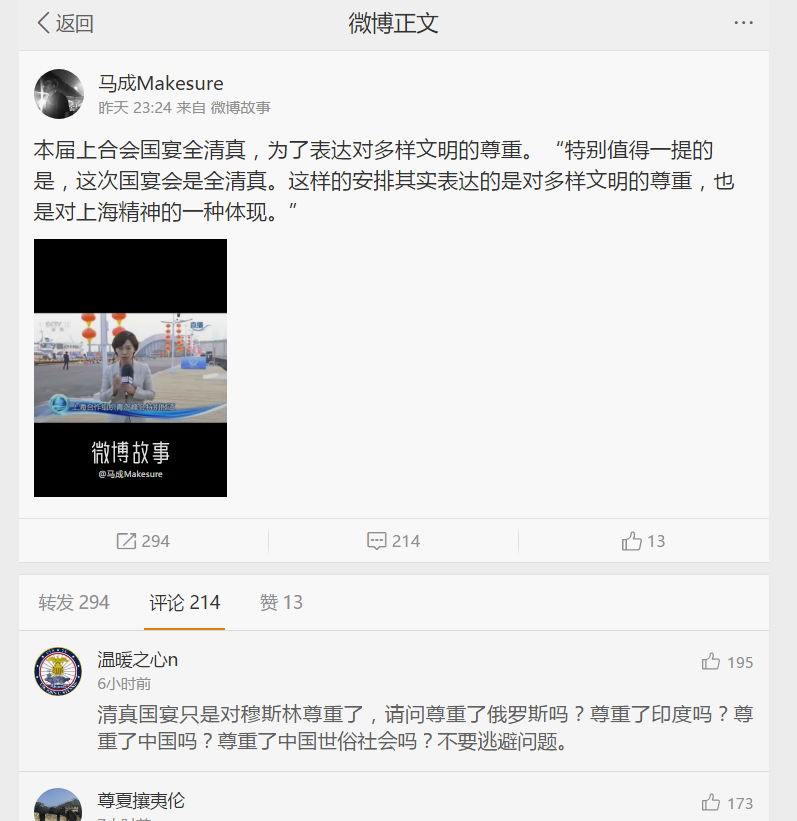 返回
微博正文
···
马成Makesure
昨天 23:24 来自 微博故事
本届上合会国宴全清真，为了表达对多样文明的尊重。“特别值得一提的
是，这次国宴会是全清真。这样的安排其实表达的是对多样文明的尊重，也
是对上海精神的一种体现。”
直播
微博故事
@马成Makesure
294
214
13
转发 294
评论 214
赞 13
温暖之心n
195
6小时前
清真国宴只是对穆斯林尊重了，请问尊重了俄罗斯吗？尊重了印度吗？尊
重了中国吗？尊重了中国世俗社会吗？不要逃避问题。
尊夏攘夷伦
173